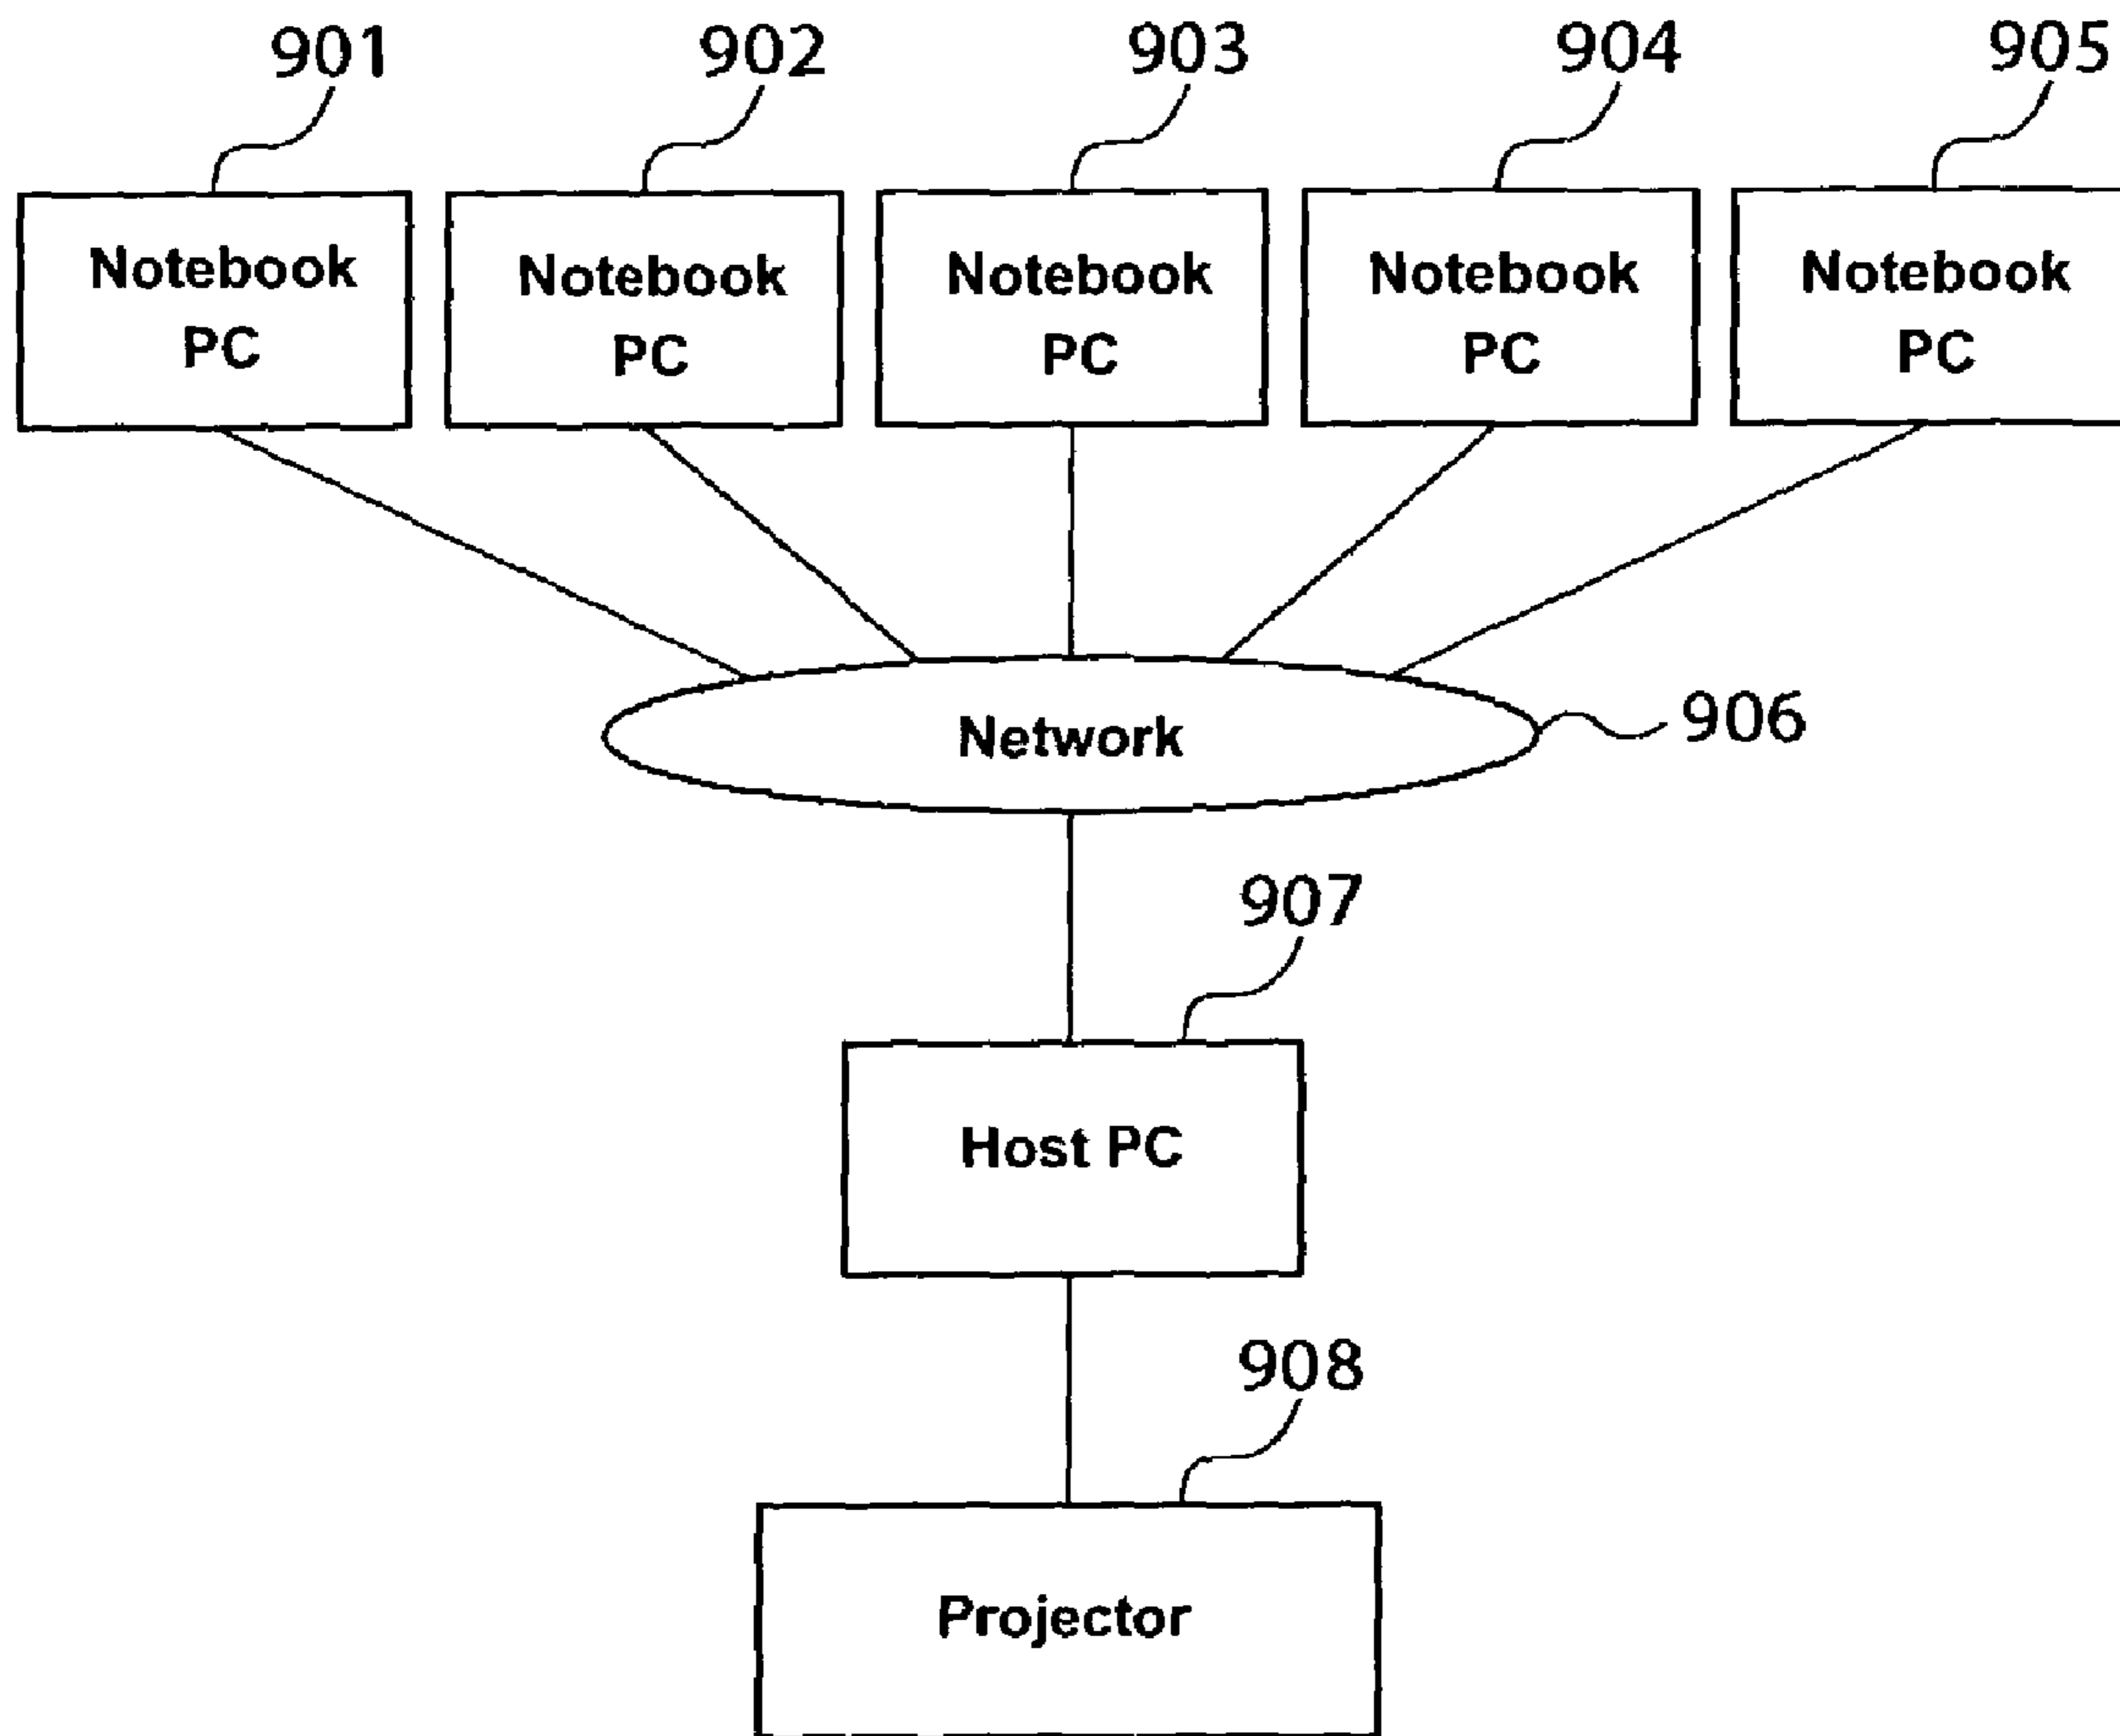 901 902 903 904 905
Notebook Notebook Notebook Notebook Notebook
PC PC PC PC PC
Network 906
907
Host PC
908
Projector